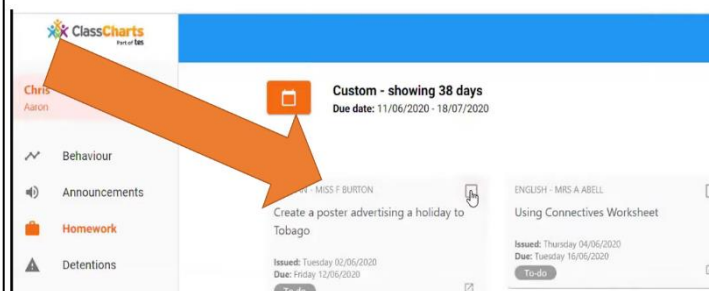 ClassCharts
Part of tes
Chris
Aaron
Behaviour
Announcements
Homework
Detentions
Custom - showing 38 days
Due date: 11/06/2020 - 18/07/2020
- MISS F BURTON
Create a poster advertising a holiday to
Tobago
Issued: Tuesday 02/06/2020
Due: Friday 12/06/2020
To-do
ENGLISH - MRS A ABELL
Using Connectives Worksheet
Issued: Thursday 04/06/2020
Due: Tuesday 16/06/2020
To-do